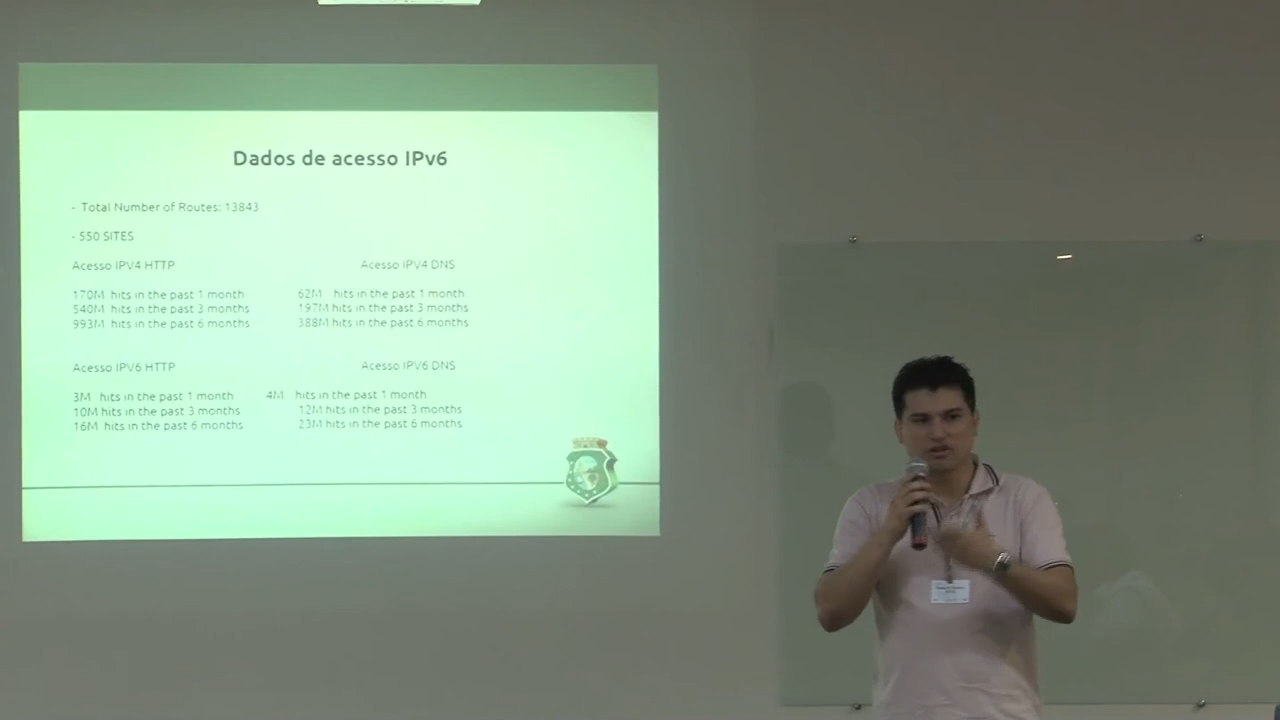 Dados de acesso IPv6
- Total Number of Routes: 13843
- 550 SITES
Acesso IPV4 HTTP
170M hits in the past 1 month
540M hits in the past 3 months
993M hits in the past 6 months
Acesso IPV4 DNS
62M hits in the past 1 month
197M hits in the past 3 months
388M hits in the past 6 months
Acesso IPV6 HTTP
3M hits in the past 1 month
10M hits in the past 3 months
16M hits in the past 6 months
Acesso IPV6 DNS
4M hits in the past 1 month
12M hits in the past 3 months
23M hits in the past 6 months